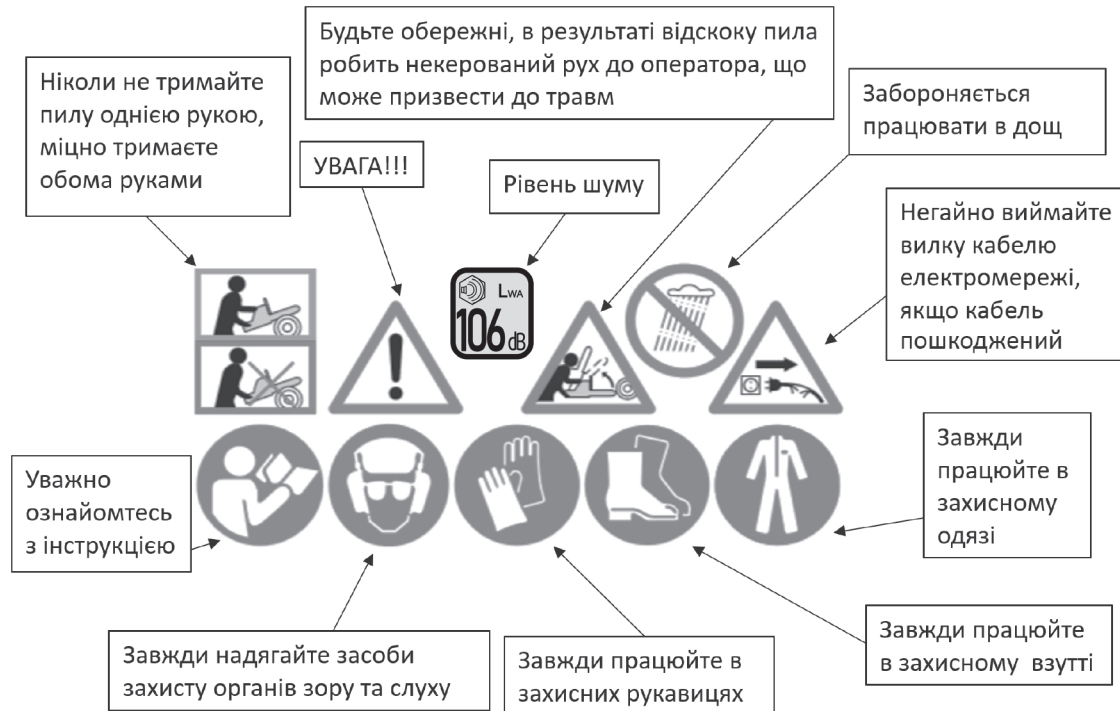 Будьте обережні, в результаті відскоку пила
робить некерований рух до оператора, що
може призвести до травм
Ніколи не тримайте
пилу однією рукою,
міцно тримаєте
обома руками
УВАГА!!!
Рівень шуму
Забороняється
працювати в дощ
Негайно виймайте
вилку кабелю
електромережі,
якщо кабель
пошкоджений
LWA
106 dB
Уважно
ознайомтесь
з інструкцією
Завжди
працюйте в
захисному
одязі
Завжди надягайте засоби
захисту органів зору та слуху
Завжди працюйте в
захисних рукавицях
Завжди працюйте
в захисному взутті